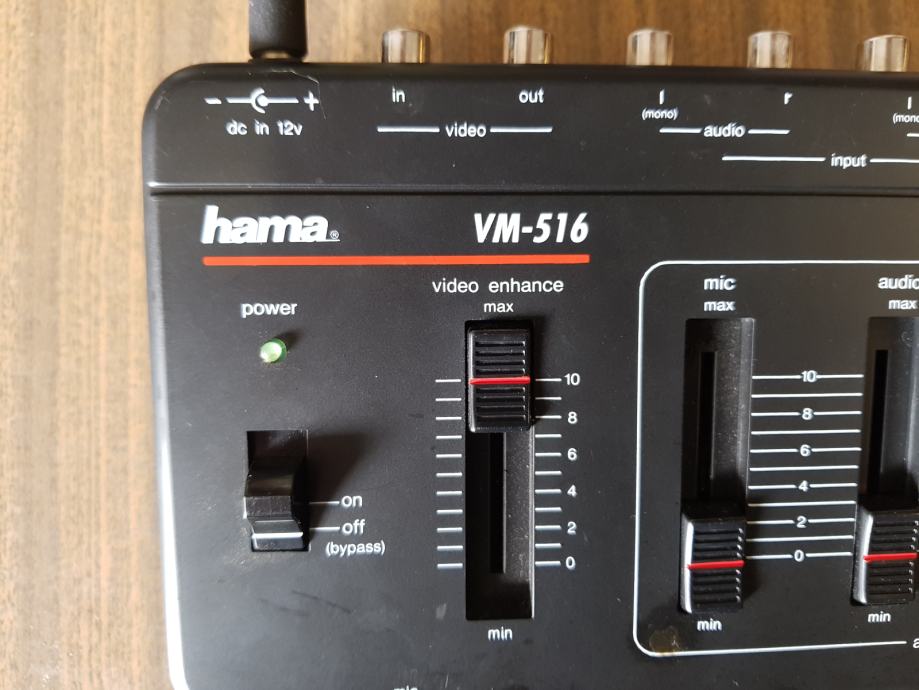 in
out
l
r
l
(mono)
(mono
dc in 12v
video
audio
input
hama®
VM-516
video enhance
power
max
mic
max
audio
max
10
8
6
4
2
0
10
8
6
4
2
0
on
off
(bypass)
min
min
min